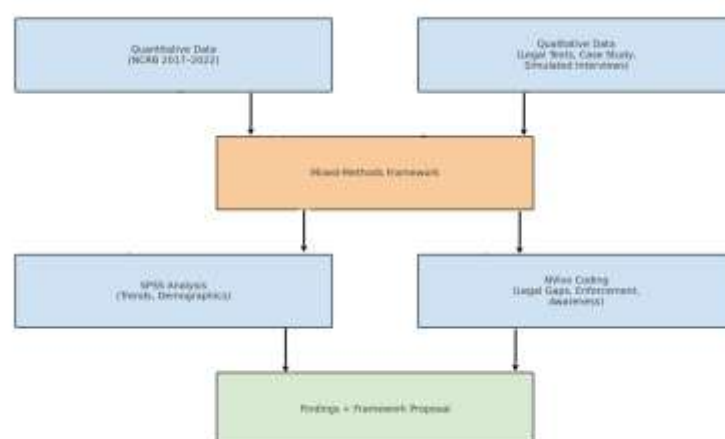 Quantitative Data
(NCRB 2017-2022)
Qualitative Data
(Legal Texts, Case Study,
Simulated Interviews)
Mixed-Methods Framework
SPSS Analysis
(Trends, Demographics)
NVivo Coding
(Legal Gaps, Enforcement,
Awareness)
Findings + Framework Proposal